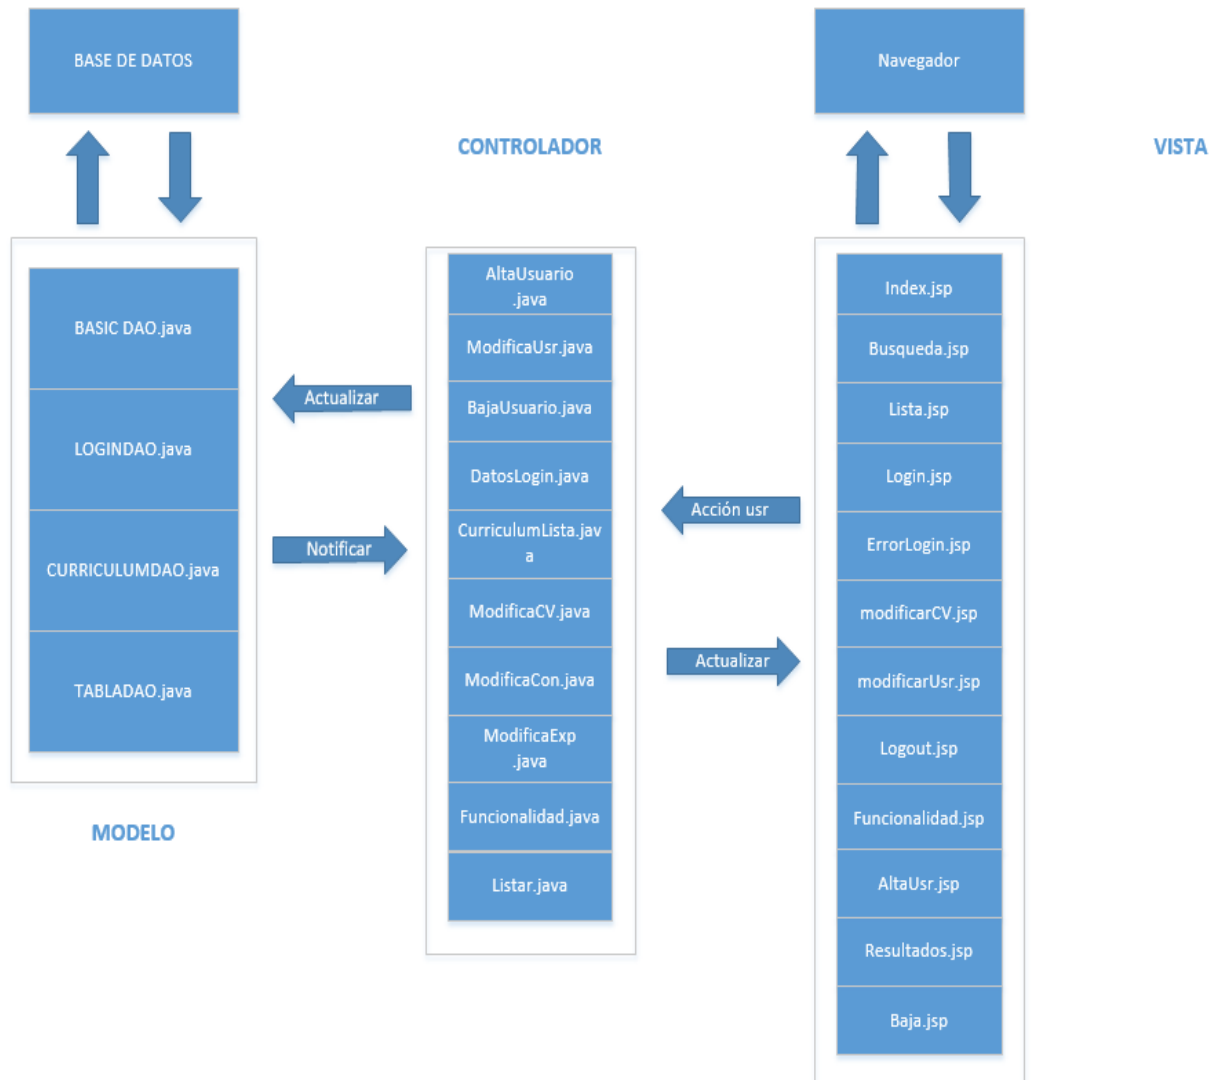 BASE DE DATOS
Navegador
CONTROLADOR
VISTA
BASIC DAO.java
LOGINDAO.java
CURRICULUMDAO.java
TABLADAO.java
MODELO
Actualizar
Notificar
AltaUsuario
.java
ModificaUsr.java
BajaUsuario.java
DatosLogin.java
CurriculumLista.jav
a
ModificaCV.java
ModificaCon.java
ModificaExp
.java
Funcionalidad.java
Listar.java
Acción usr
Actualizar
Index.jsp
Busqueda.jsp
Lista.jsp
Login.jsp
ErrorLogin.jsp
modificarCV.jsp
modificarUsr.jsp
Logout.jsp
Funcionalidad.jsp
AltaUsr.jsp
Resultados.jsp
Baja.jsp